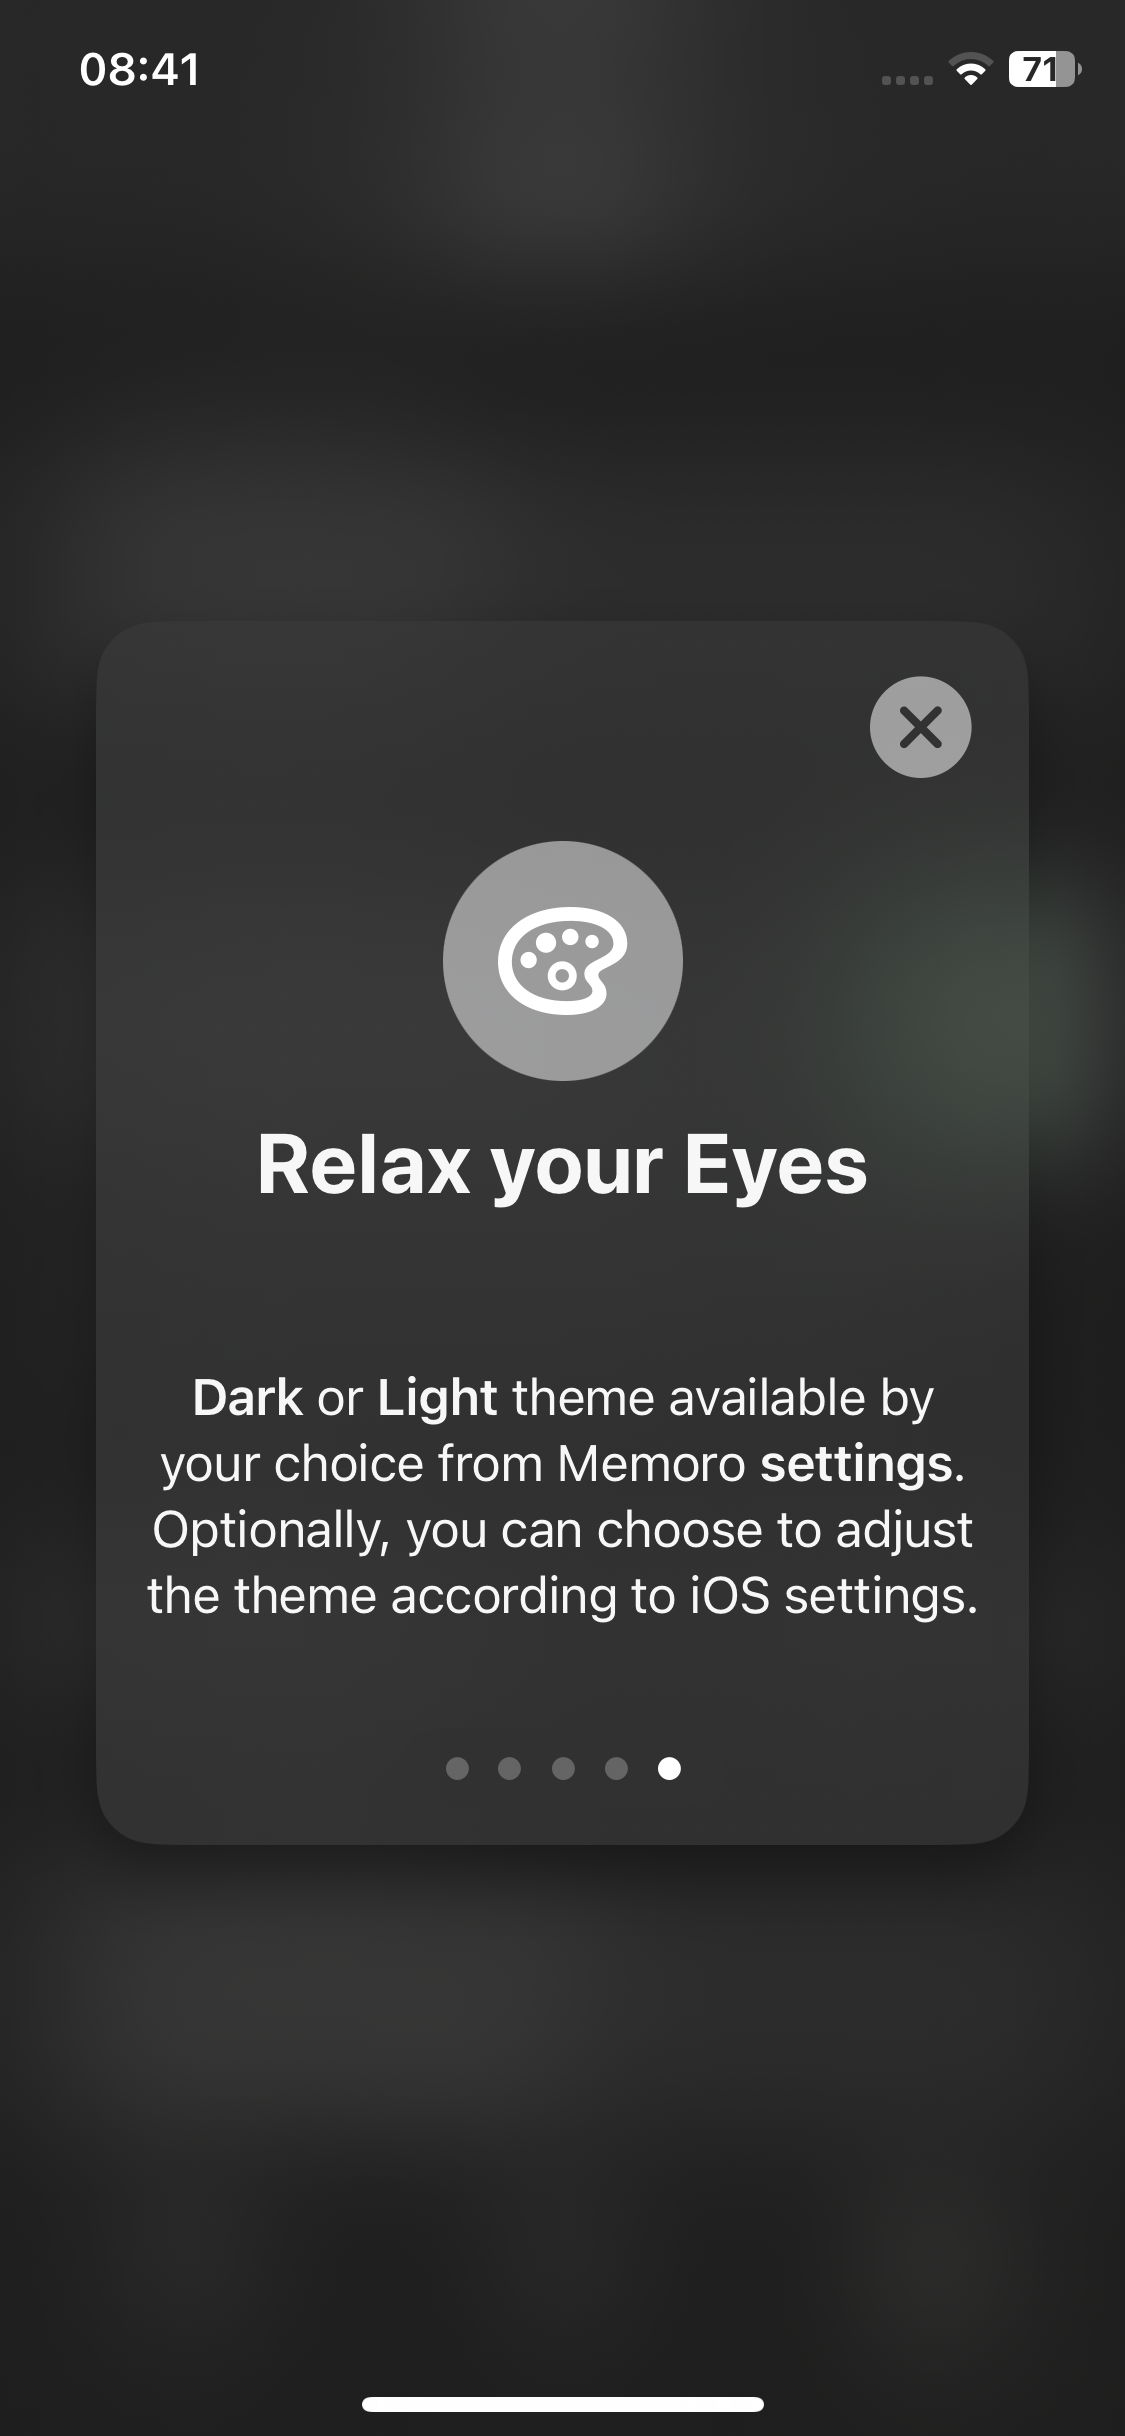 08:41
71
Relax your Eyes
Dark or Light theme available by
your choice from Memoro settings.
Optionally, you can choose to adjust
the theme according to iOS settings.